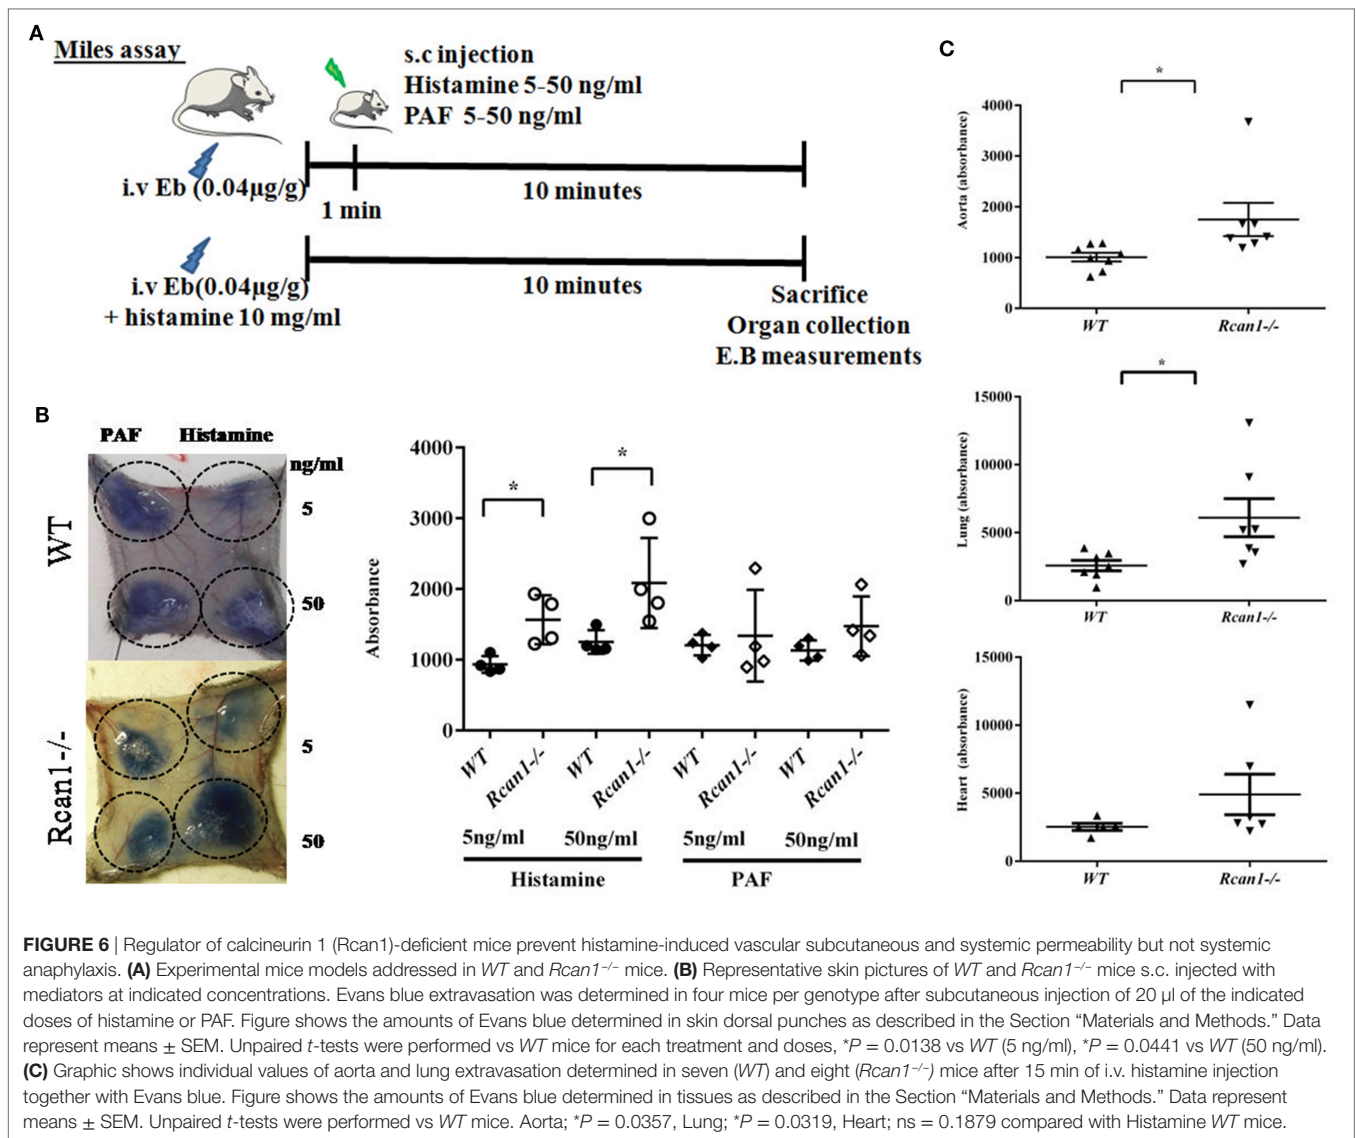 A
Miles assay
s.c injection
Histamine 5-50 ng/ml
PAF 5-50 ng/ml
i.v Eb (0.04µg/g)
1 min
10 minutes
i.v Eb(0.04µg/g)
+ histamine 10 mg/ml
10 minutes
Sacrifice
Organ collection
E.B measurements
B
PAF Histamine
ng/ml
WT
5
50
Rcan1-/-
5
50
Absorbance
4000
3000
2000
1000
0
*
*
WT Rcan1-/- WT Rcan1-/- WT Rcan1-/- WT Rcan1-/-
5ng/ml 50ng/ml 5ng/ml 50ng/ml
Histamine PAF
C
*
Aorta (absorbance)
4000
3000
2000
1000
0
WT Rcan1-/-
*
Lung (absorbance)
15000
10000
5000
0
WT Rcan1-/-
Heart (absorbance)
15000
10000
5000
0
WT Rcan1-/-
FIGURE 6 | Regulator of calcineurin 1 (Rcan1)-deficient mice prevent histamine-induced vascular subcutaneous and systemic permeability but not systemic
anaphylaxis. (A) Experimental mice models addressed in WT and Rcan1−/− mice. (B) Representative skin pictures of WT and Rcan1−/− mice s.c. injected with
mediators at indicated concentrations. Evans blue extravasation was determined in four mice per genotype after subcutaneous injection of 20 µl of the indicated
doses of histamine or PAF. Figure shows the amounts of Evans blue determined in skin dorsal punches as described in the Section “Materials and Methods.” Data
represent means ± SEM. Unpaired t-tests were performed vs WT mice for each treatment and doses, *P = 0.0138 vs WT (5 ng/ml), *P = 0.0441 vs WT (50 ng/ml).
(C) Graphic shows individual values of aorta and lung extravasation determined in seven (WT) and eight (Rcan1−/−) mice after 15 min of i.v. histamine injection
together with Evans blue. Figure shows the amounts of Evans blue determined in tissues as described in the Section “Materials and Methods.” Data represent
means ± SEM. Unpaired t-tests were performed vs WT mice. Aorta; *P = 0.0357, Lung; *P = 0.0319, Heart; ns = 0.1879 compared with Histamine WT mice.